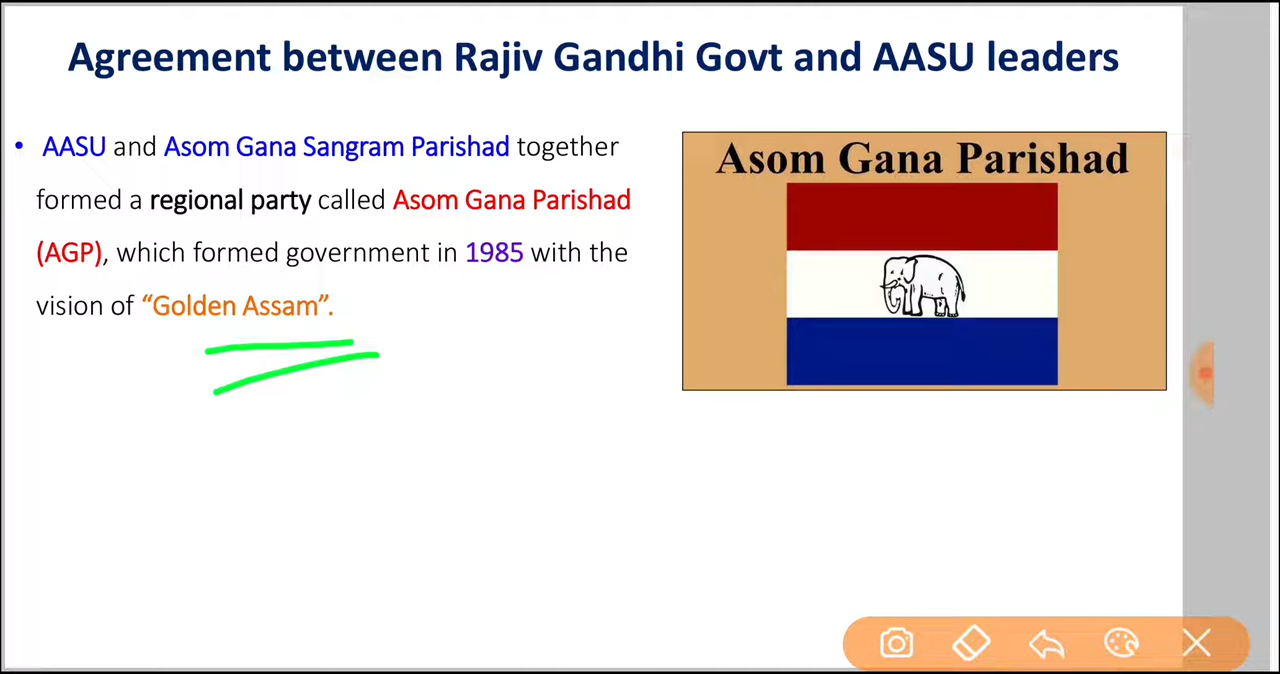 Agreement between Rajiv Gandhi Govt and AASU leaders
• AASU and Asom Gana Sangram Parishad together
formed a regional party called Asom Gana Parishad
(AGP), which formed government in 1985 with the
vision of “Golden Assam”.
Asom Gana Parishad